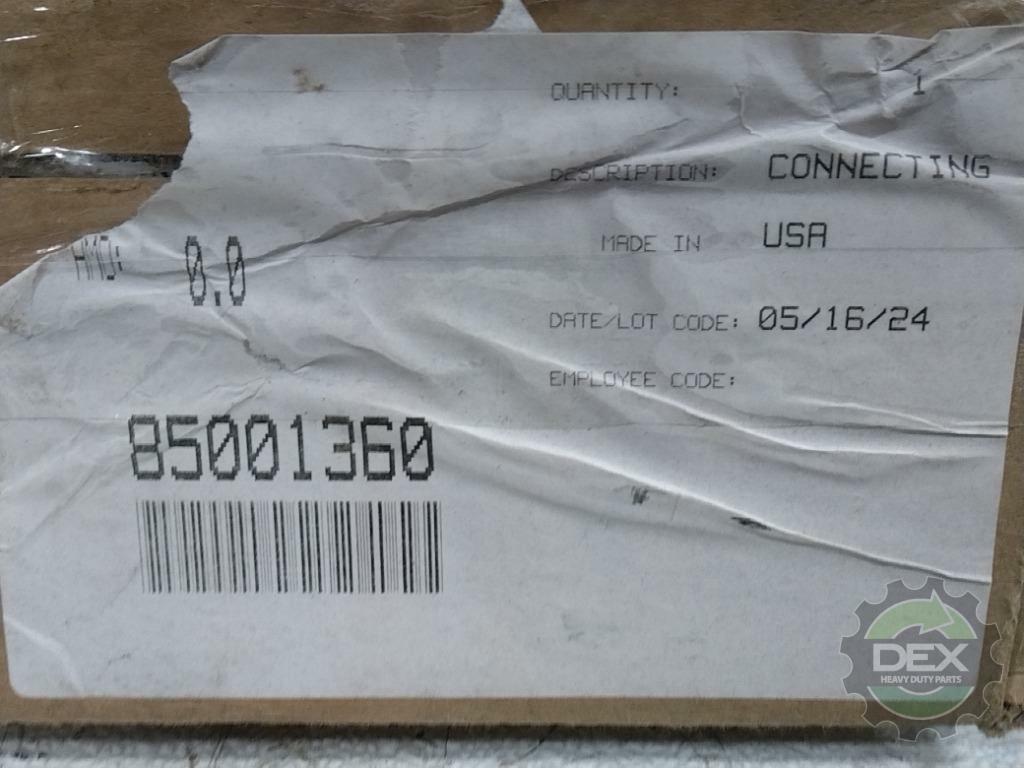 QUANTITY: 1
DESCRIPTION: CONNECTING
MADE IN USA
0.0
DATE/LOT CODE: 05/16/24
EMPLOYEE CODE:
85001360
DEX
HEAVY DUTY PARTS